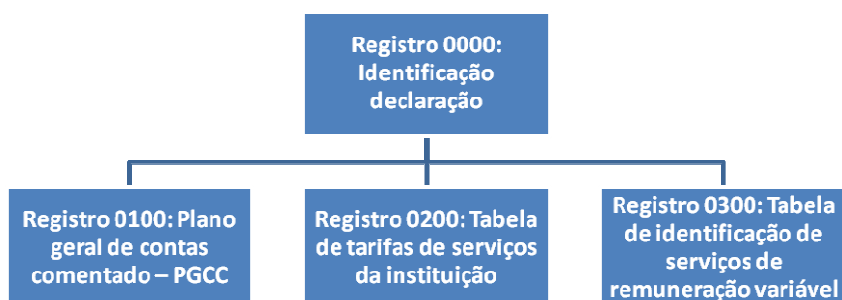 Registro 0000:
Identificação
declaração
Registro 0100: Plano
geral de contas
comentado – PGCC
Registro 0200: Tabela
de tarifas de serviços
da instituição
Registro 0300: Tabela
de identificação de
serviços de
remuneração variável